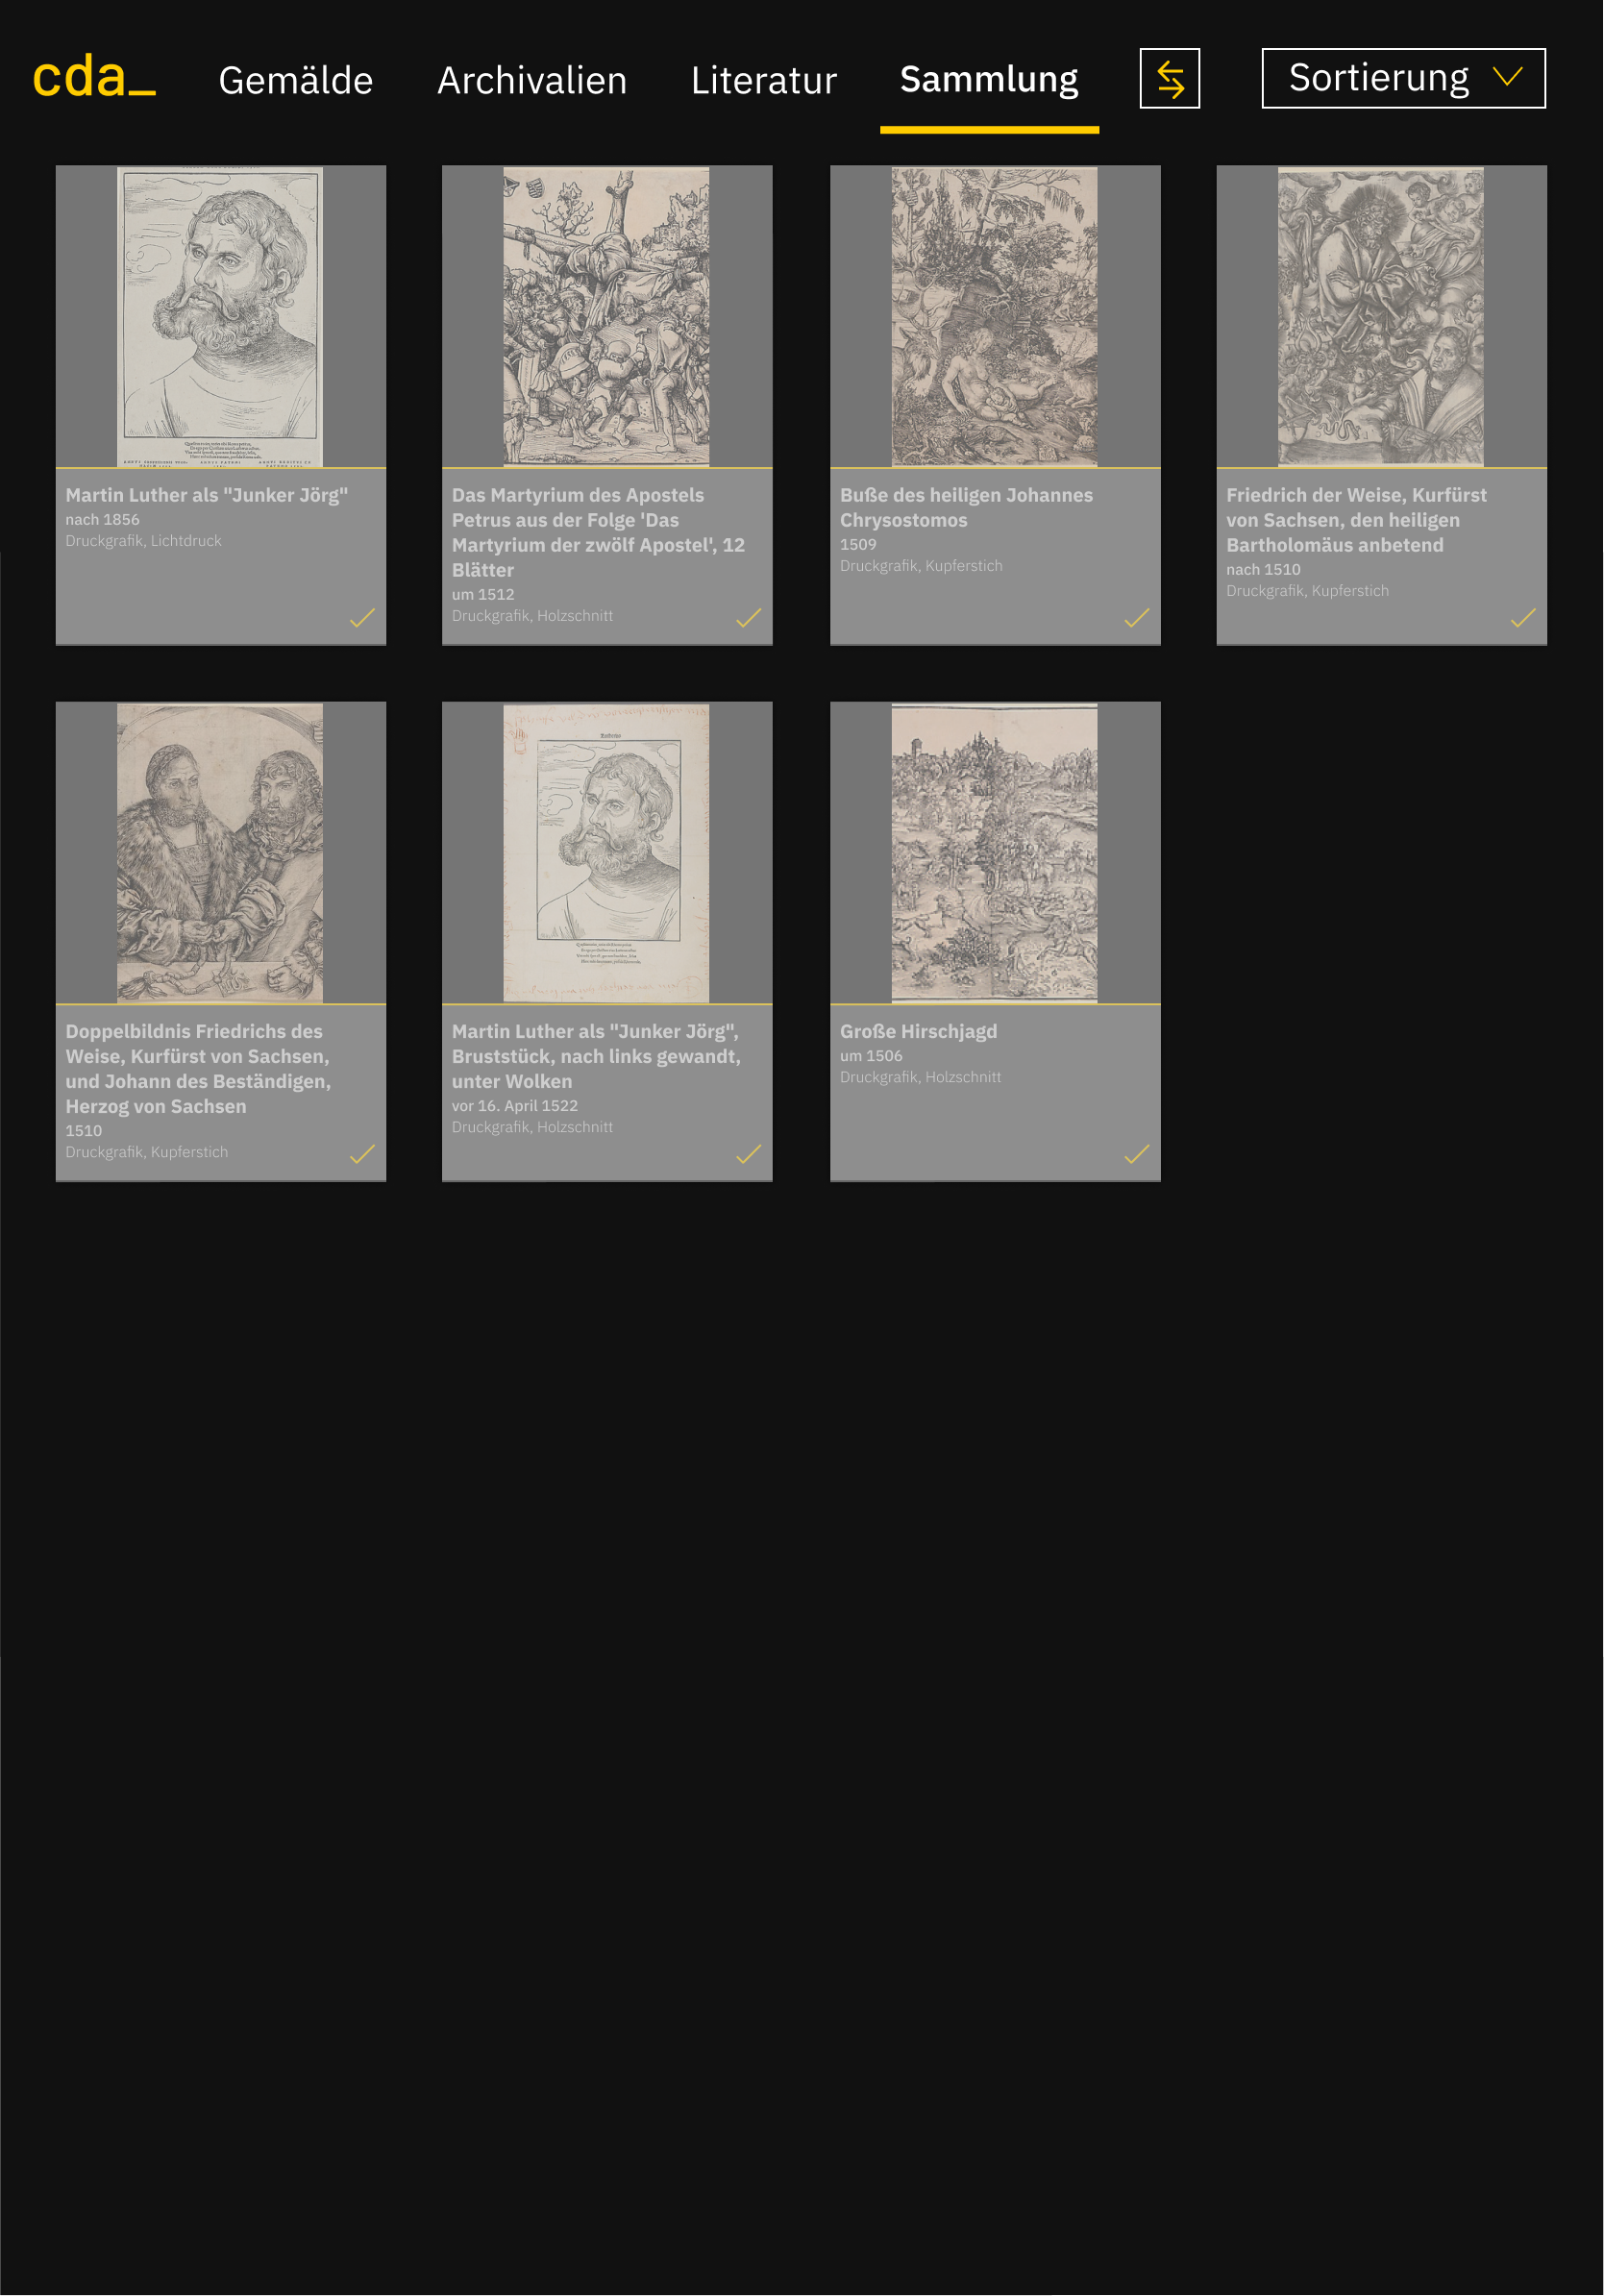 cda_
Gemälde
Archivalien
Literatur
Sammlung
Sortierung
Martin Luther als "Junker Jörg"
nach 1856
Druckgrafik, Lichtdruck
Das Martyrium des Apostels
Petrus aus der Folge 'Das
Martyrium der zwölf Apostel', 12
Blätter
um 1512
Druckgrafik, Holzschnitt
Buße des heiligen Johannes
Chrysostomos
1509
Druckgrafik, Kupferstich
Friedrich der Weise, Kurfürst
von Sachsen, den heiligen
Bartholomäus anbetend
nach 1510
Druckgrafik, Kupferstich
Doppelbildnis Friedrichs des
Weise, Kurfürst von Sachsen,
und Johann des Beständigen,
Herzog von Sachsen
1510
Druckgrafik, Kupferstich
Martin Luther als "Junker Jörg",
Bruststück, nach links gewandt,
unter Wolken
vor 16. April 1522
Druckgrafik, Holzschnitt
Große Hirschjagd
um 1506
Druckgrafik, Holzschnitt